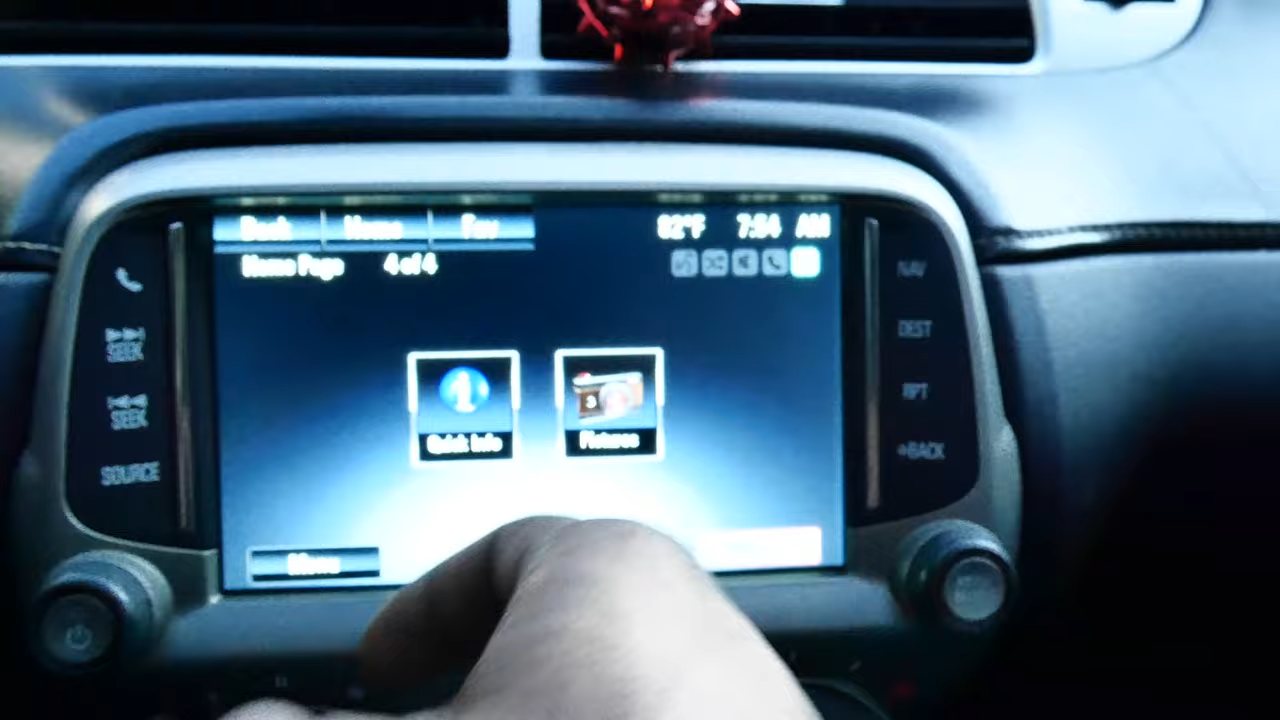 Back Home Fav 82°F 7:54 AM
Home Page 4 of 4
NAV
SEEK
DEST
SEEK
RPT
Quick Info Pictures
BACK
SOURCE
Menu